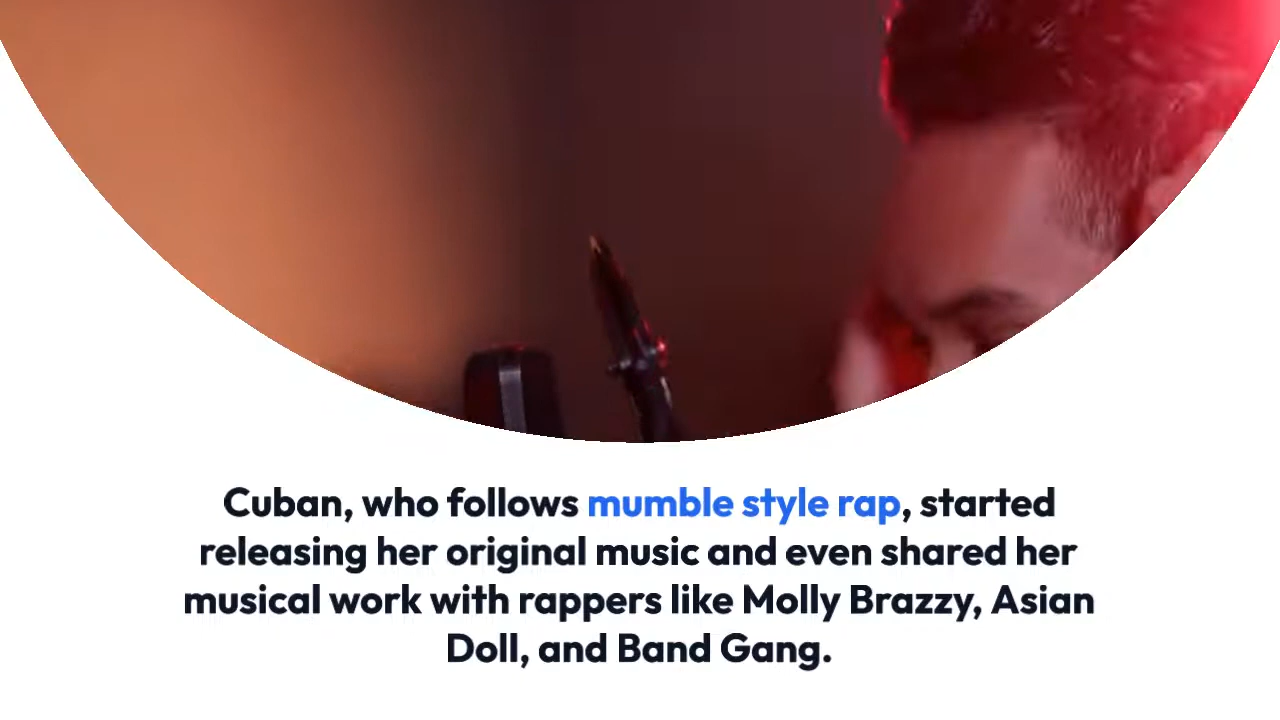 Cuban, who follows mumble style rap, started
releasing her original music and even shared her
musical work with rappers like Molly Brazzy, Asian
Doll, and Band Gang.